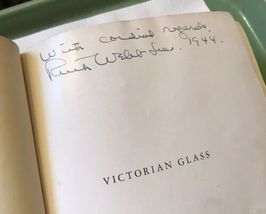 With cordial regards,
Ruth Webb Lee. 1944.
VICTORIAN GLASS